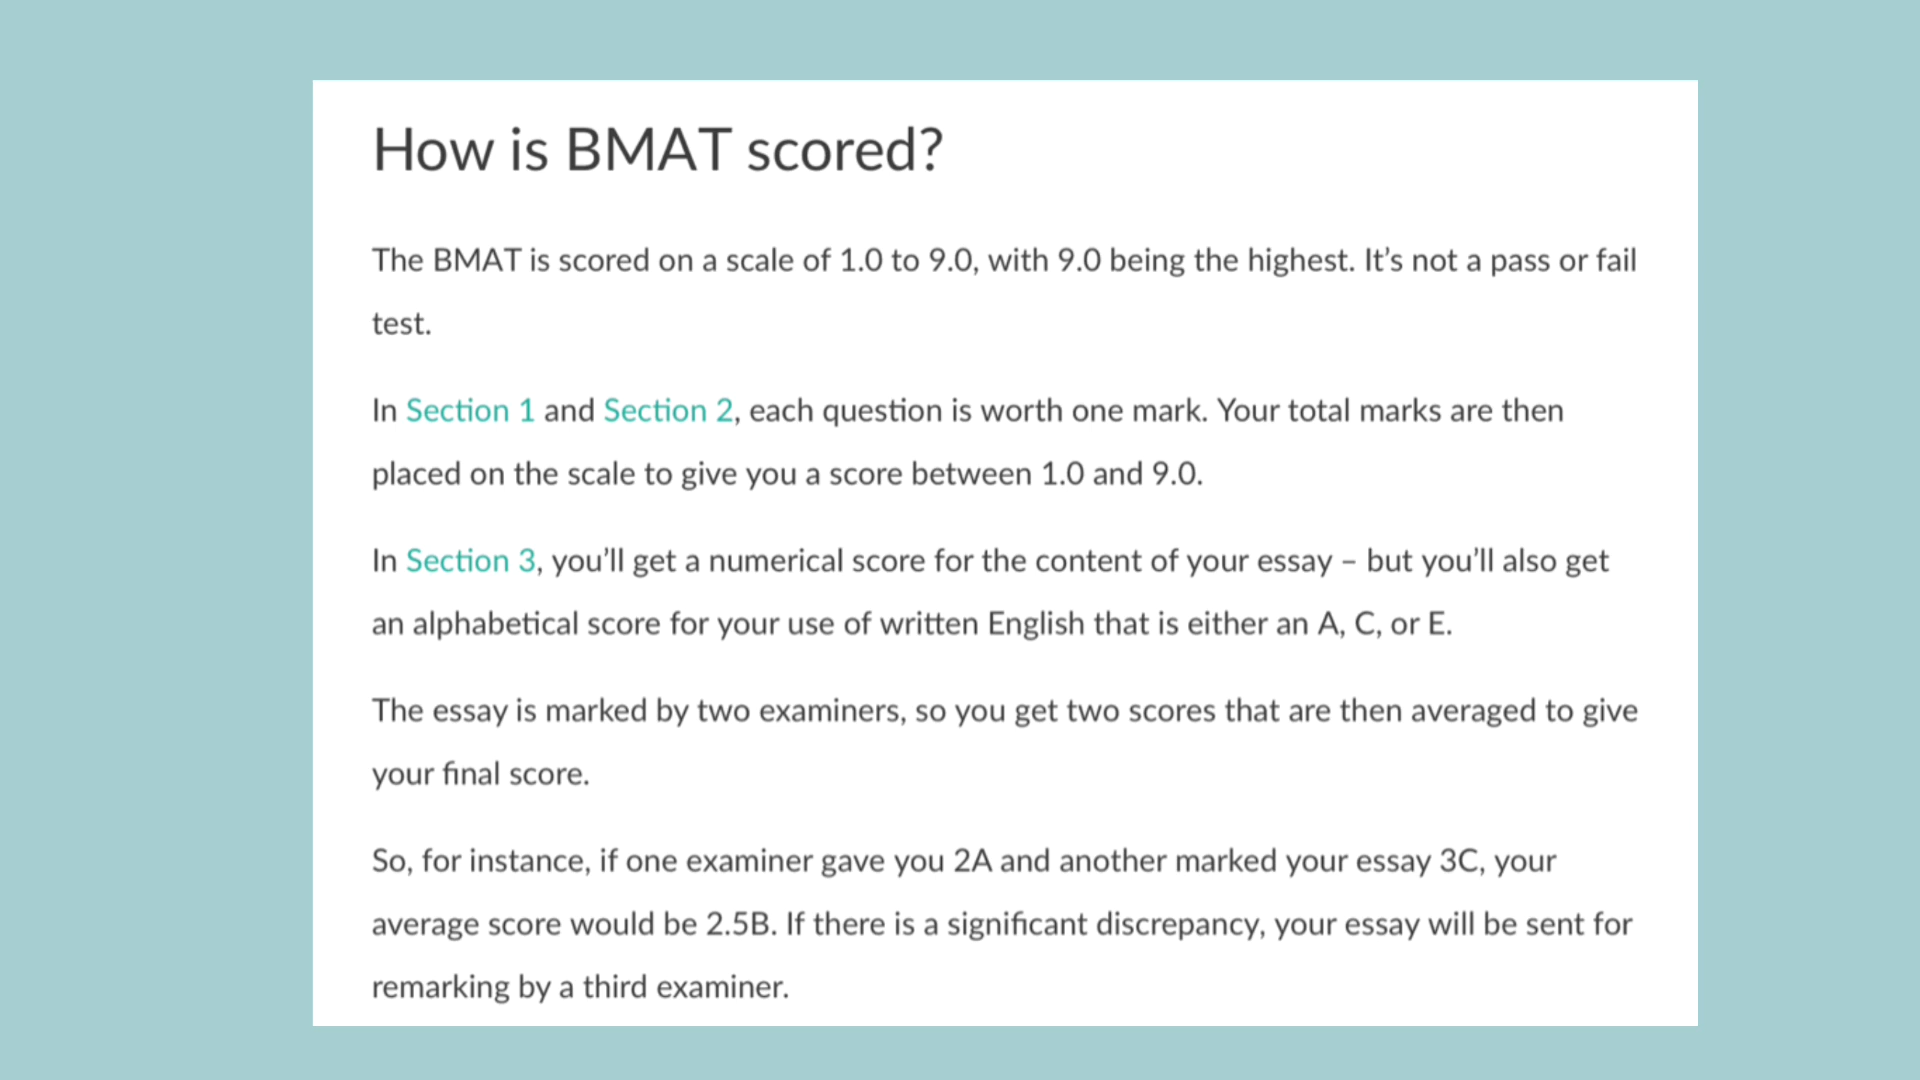 How is BMAT scored?
The BMAT is scored on a scale of 1.0 to 9.0, with 9.0 being the highest. It’s not a pass or fail
test.
In Section 1 and Section 2, each question is worth one mark. Your total marks are then
placed on the scale to give you a score between 1.0 and 9.0.
In Section 3, you’ll get a numerical score for the content of your essay – but you’ll also get
an alphabetical score for your use of written English that is either an A, C, or E.
The essay is marked by two examiners, so you get two scores that are then averaged to give
your final score.
So, for instance, if one examiner gave you 2A and another marked your essay 3C, your
average score would be 2.5B. If there is a significant discrepancy, your essay will be sent for
remarking by a third examiner.